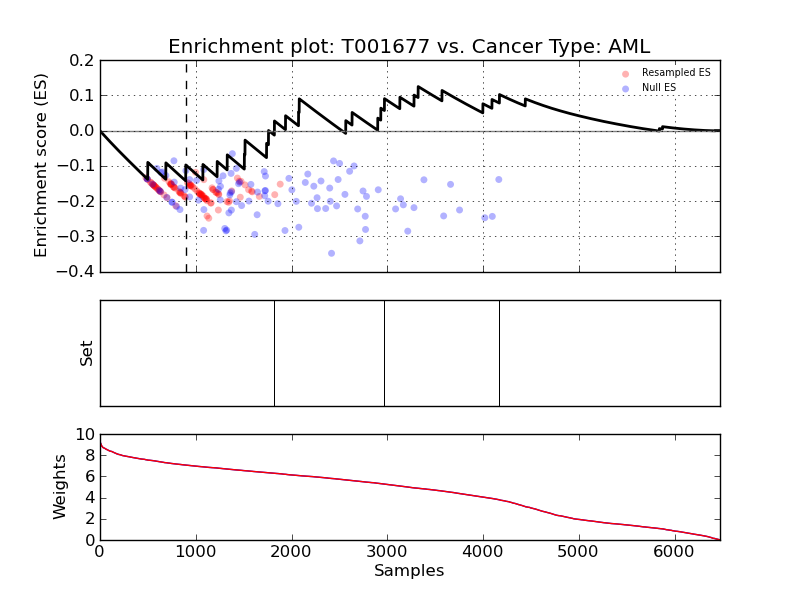 Enrichment plot: T001677 vs. Cancer Type: AML
Enrichment score (ES)
0.2
0.1
0.0
−0.1
−0.2
−0.3
−0.4
Resampled ES
Null ES
Set
Weights
10
8
6
4
2
0
0 1000 2000 3000 4000 5000 6000
Samples